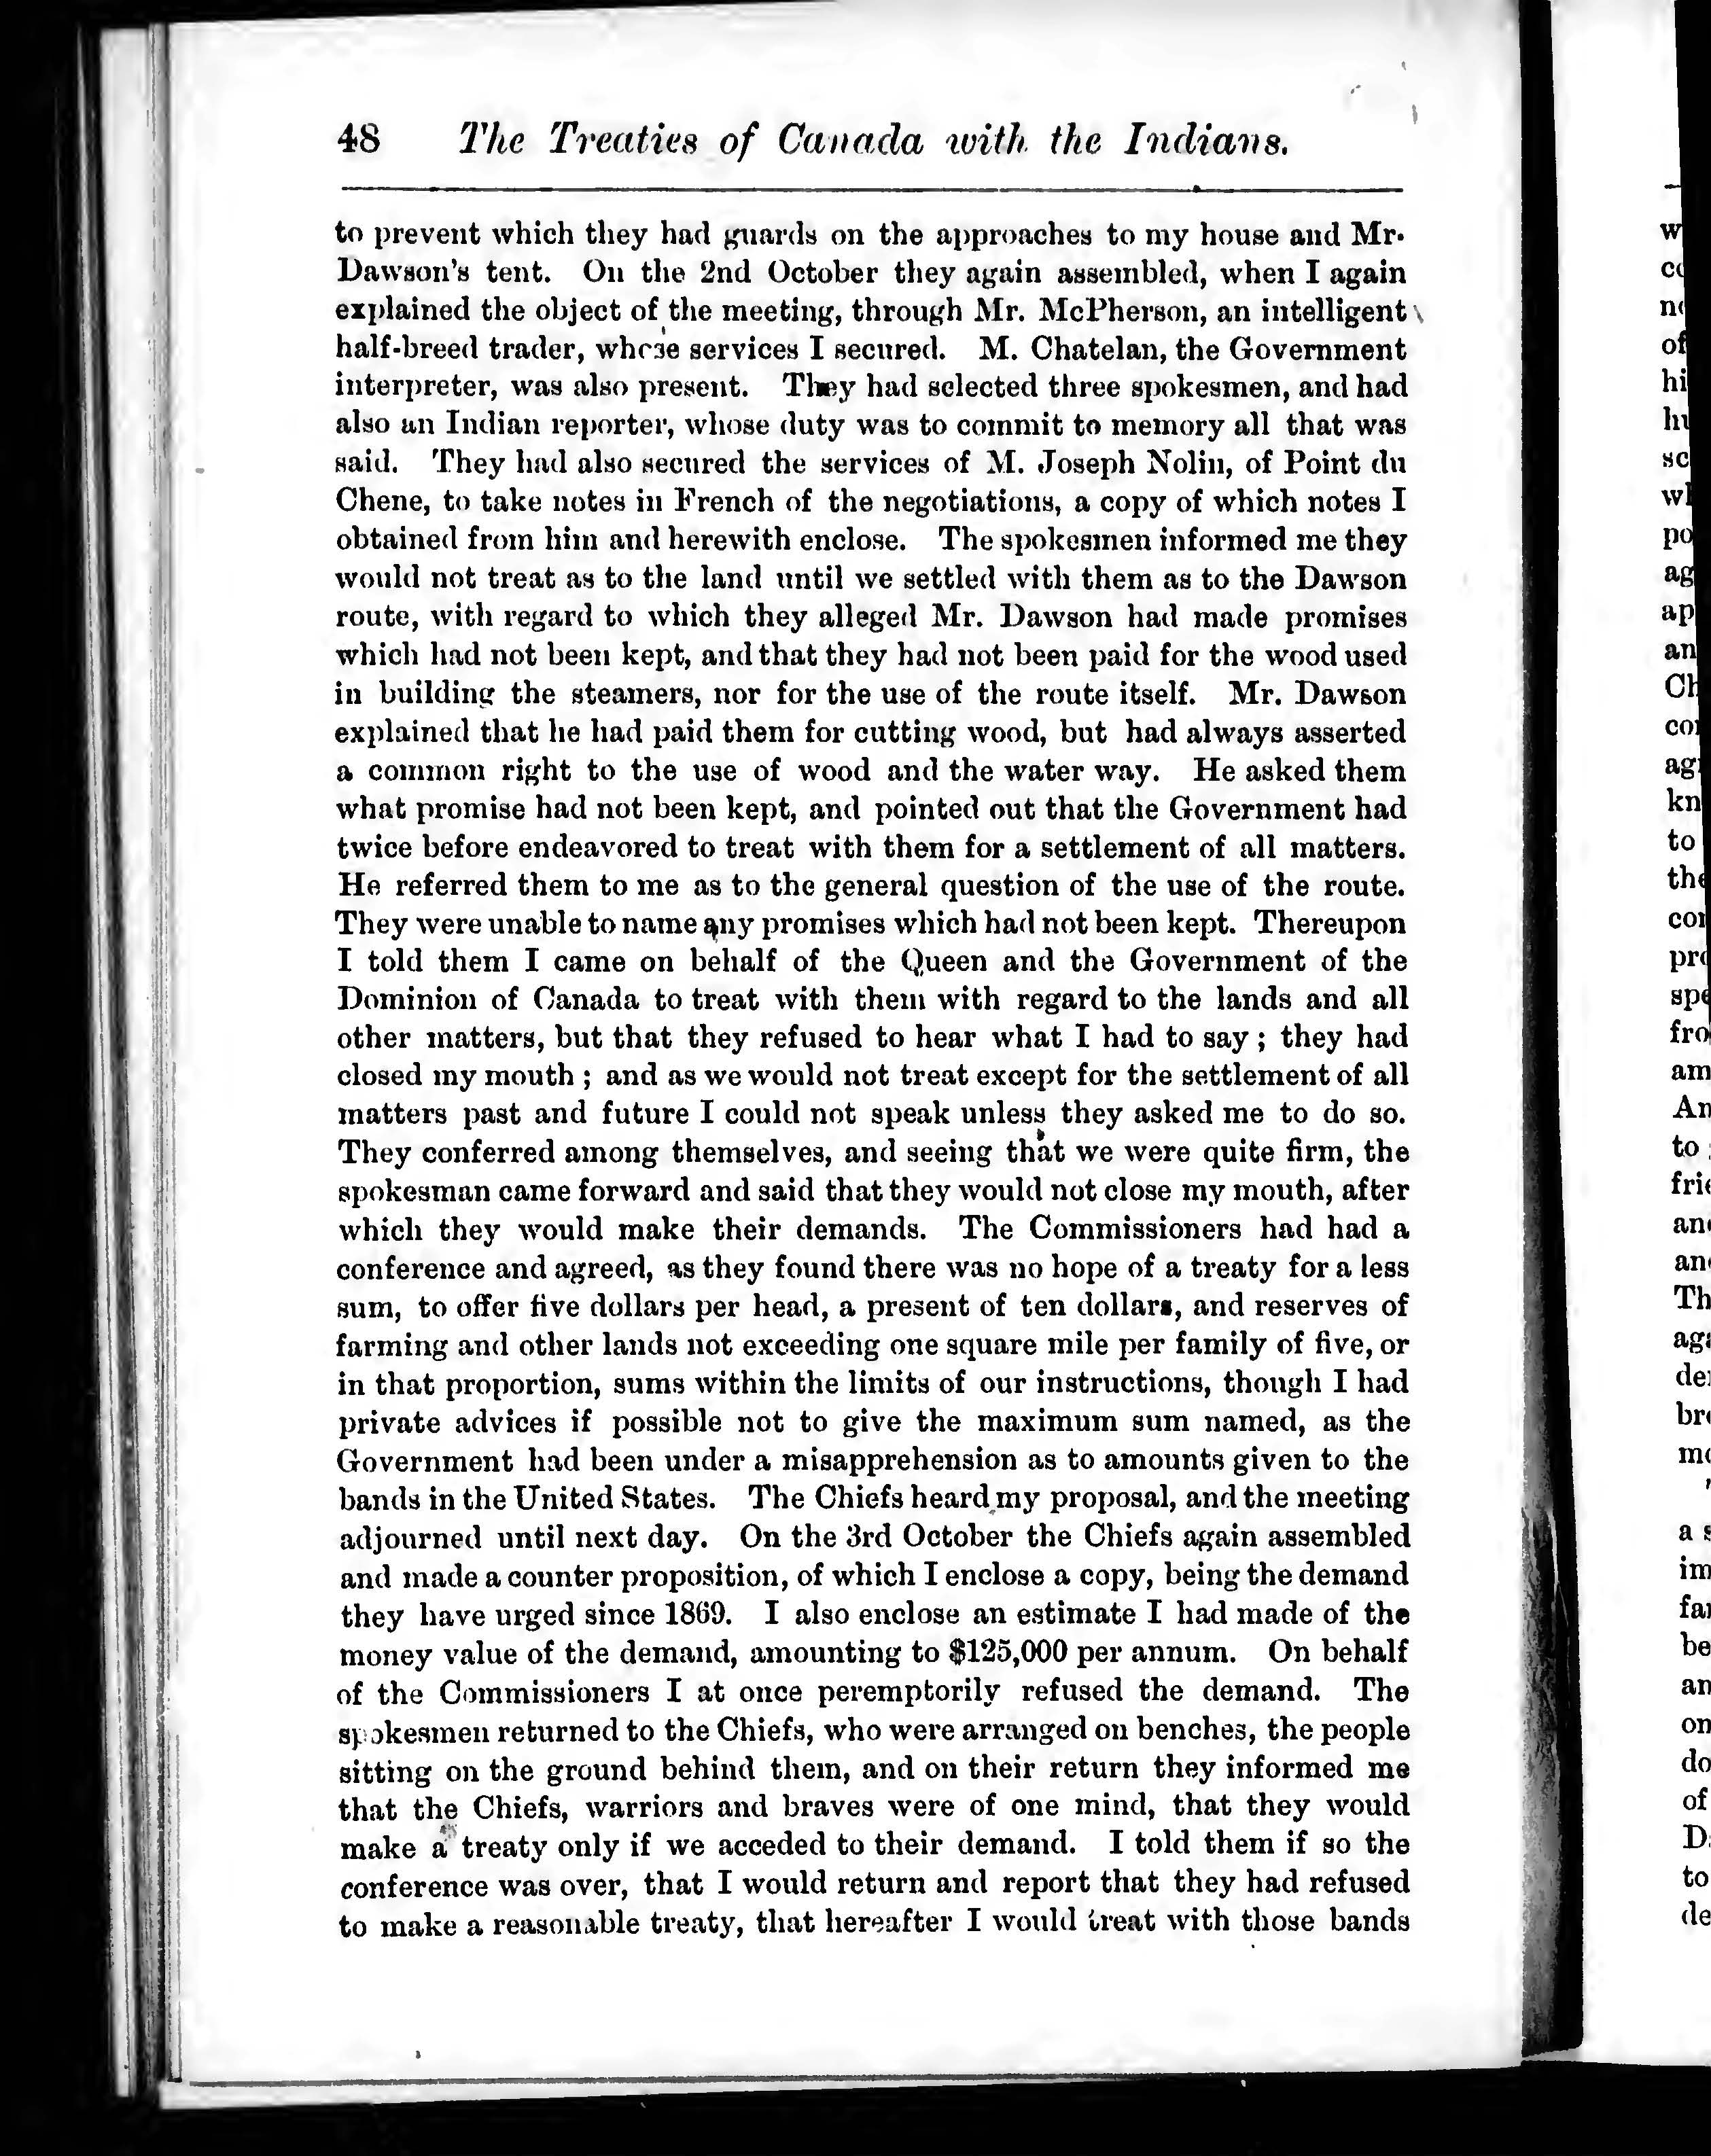 48 The Treaties of Canada with the Indians.
to prevent which they had guards on the approaches to my house and Mr.
Dawson's tent. On the 2nd October they again assembled, when I again
explained the object of the meeting, through Mr. McPherson, an intelligent
half-breed trader, whose services I secured. M. Chatelan, the Government
interpreter, was also present. They had selected three spokesmen, and had
also an Indian reporter, whose duty was to commit to memory all that was
said. They had also secured the services of M. Joseph Nolin, of Point du
Chene, to take notes in French of the negotiations, a copy of which notes I
obtained from him and herewith enclose. The spokesmen informed me they
would not treat as to the land until we settled with them as to the Dawson
route, with regard to which they alleged Mr. Dawson had made promises
which had not been kept, and that they had not been paid for the wood used
in building the steamers, nor for the use of the route itself. Mr. Dawson
explained that he had paid them for cutting wood, but had always asserted
a common right to the use of wood and the water way. He asked them
what promise had not been kept, and pointed out that the Government had
twice before endeavored to treat with them for a settlement of all matters.
He referred them to me as to the general question of the use of the route.
They were unable to name any promises which had not been kept. Thereupon
I told them I came on behalf of the Queen and the Government of the
Dominion of Canada to treat with them with regard to the lands and all
other matters, but that they refused to hear what I had to say ; they had
closed my mouth ; and as we would not treat except for the settlement of all
matters past and future I could not speak unless they asked me to do so.
They conferred among themselves, and seeing that we were quite firm, the
spokesman came forward and said that they would not close my mouth, after
which they would make their demands. The Commissioners had had a
conference and agreed, as they found there was no hope of a treaty for a less
sum, to offer five dollars per head, a present of ten dollars, and reserves of
farming and other lands not exceeding one square mile per family of five, or
in that proportion, sums within the limits of our instructions, though I had
private advices if possible not to give the maximum sum named, as the
Government had been under a misapprehension as to amounts given to the
bands in the United States. The Chiefs heard my proposal, and the meeting
adjourned until next day. On the 3rd October the Chiefs again assembled
and made a counter proposition, of which I enclose a copy, being the demand
they have urged since 1869. I also enclose an estimate I had made of the
money value of the demand, amounting to $125,000 per annum. On behalf
of the Commissioners I at once peremptorily refused the demand. The
spokesmen returned to the Chiefs, who were arranged on benches, the people
sitting on the ground behind them, and on their return they informed me
that the Chiefs, warriors and braves were of one mind, that they would
make a treaty only if we acceded to their demand. I told them if so the
conference was over, that I would return and report that they had refused
to make a reasonable treaty, that hereafter I would treat with those bands